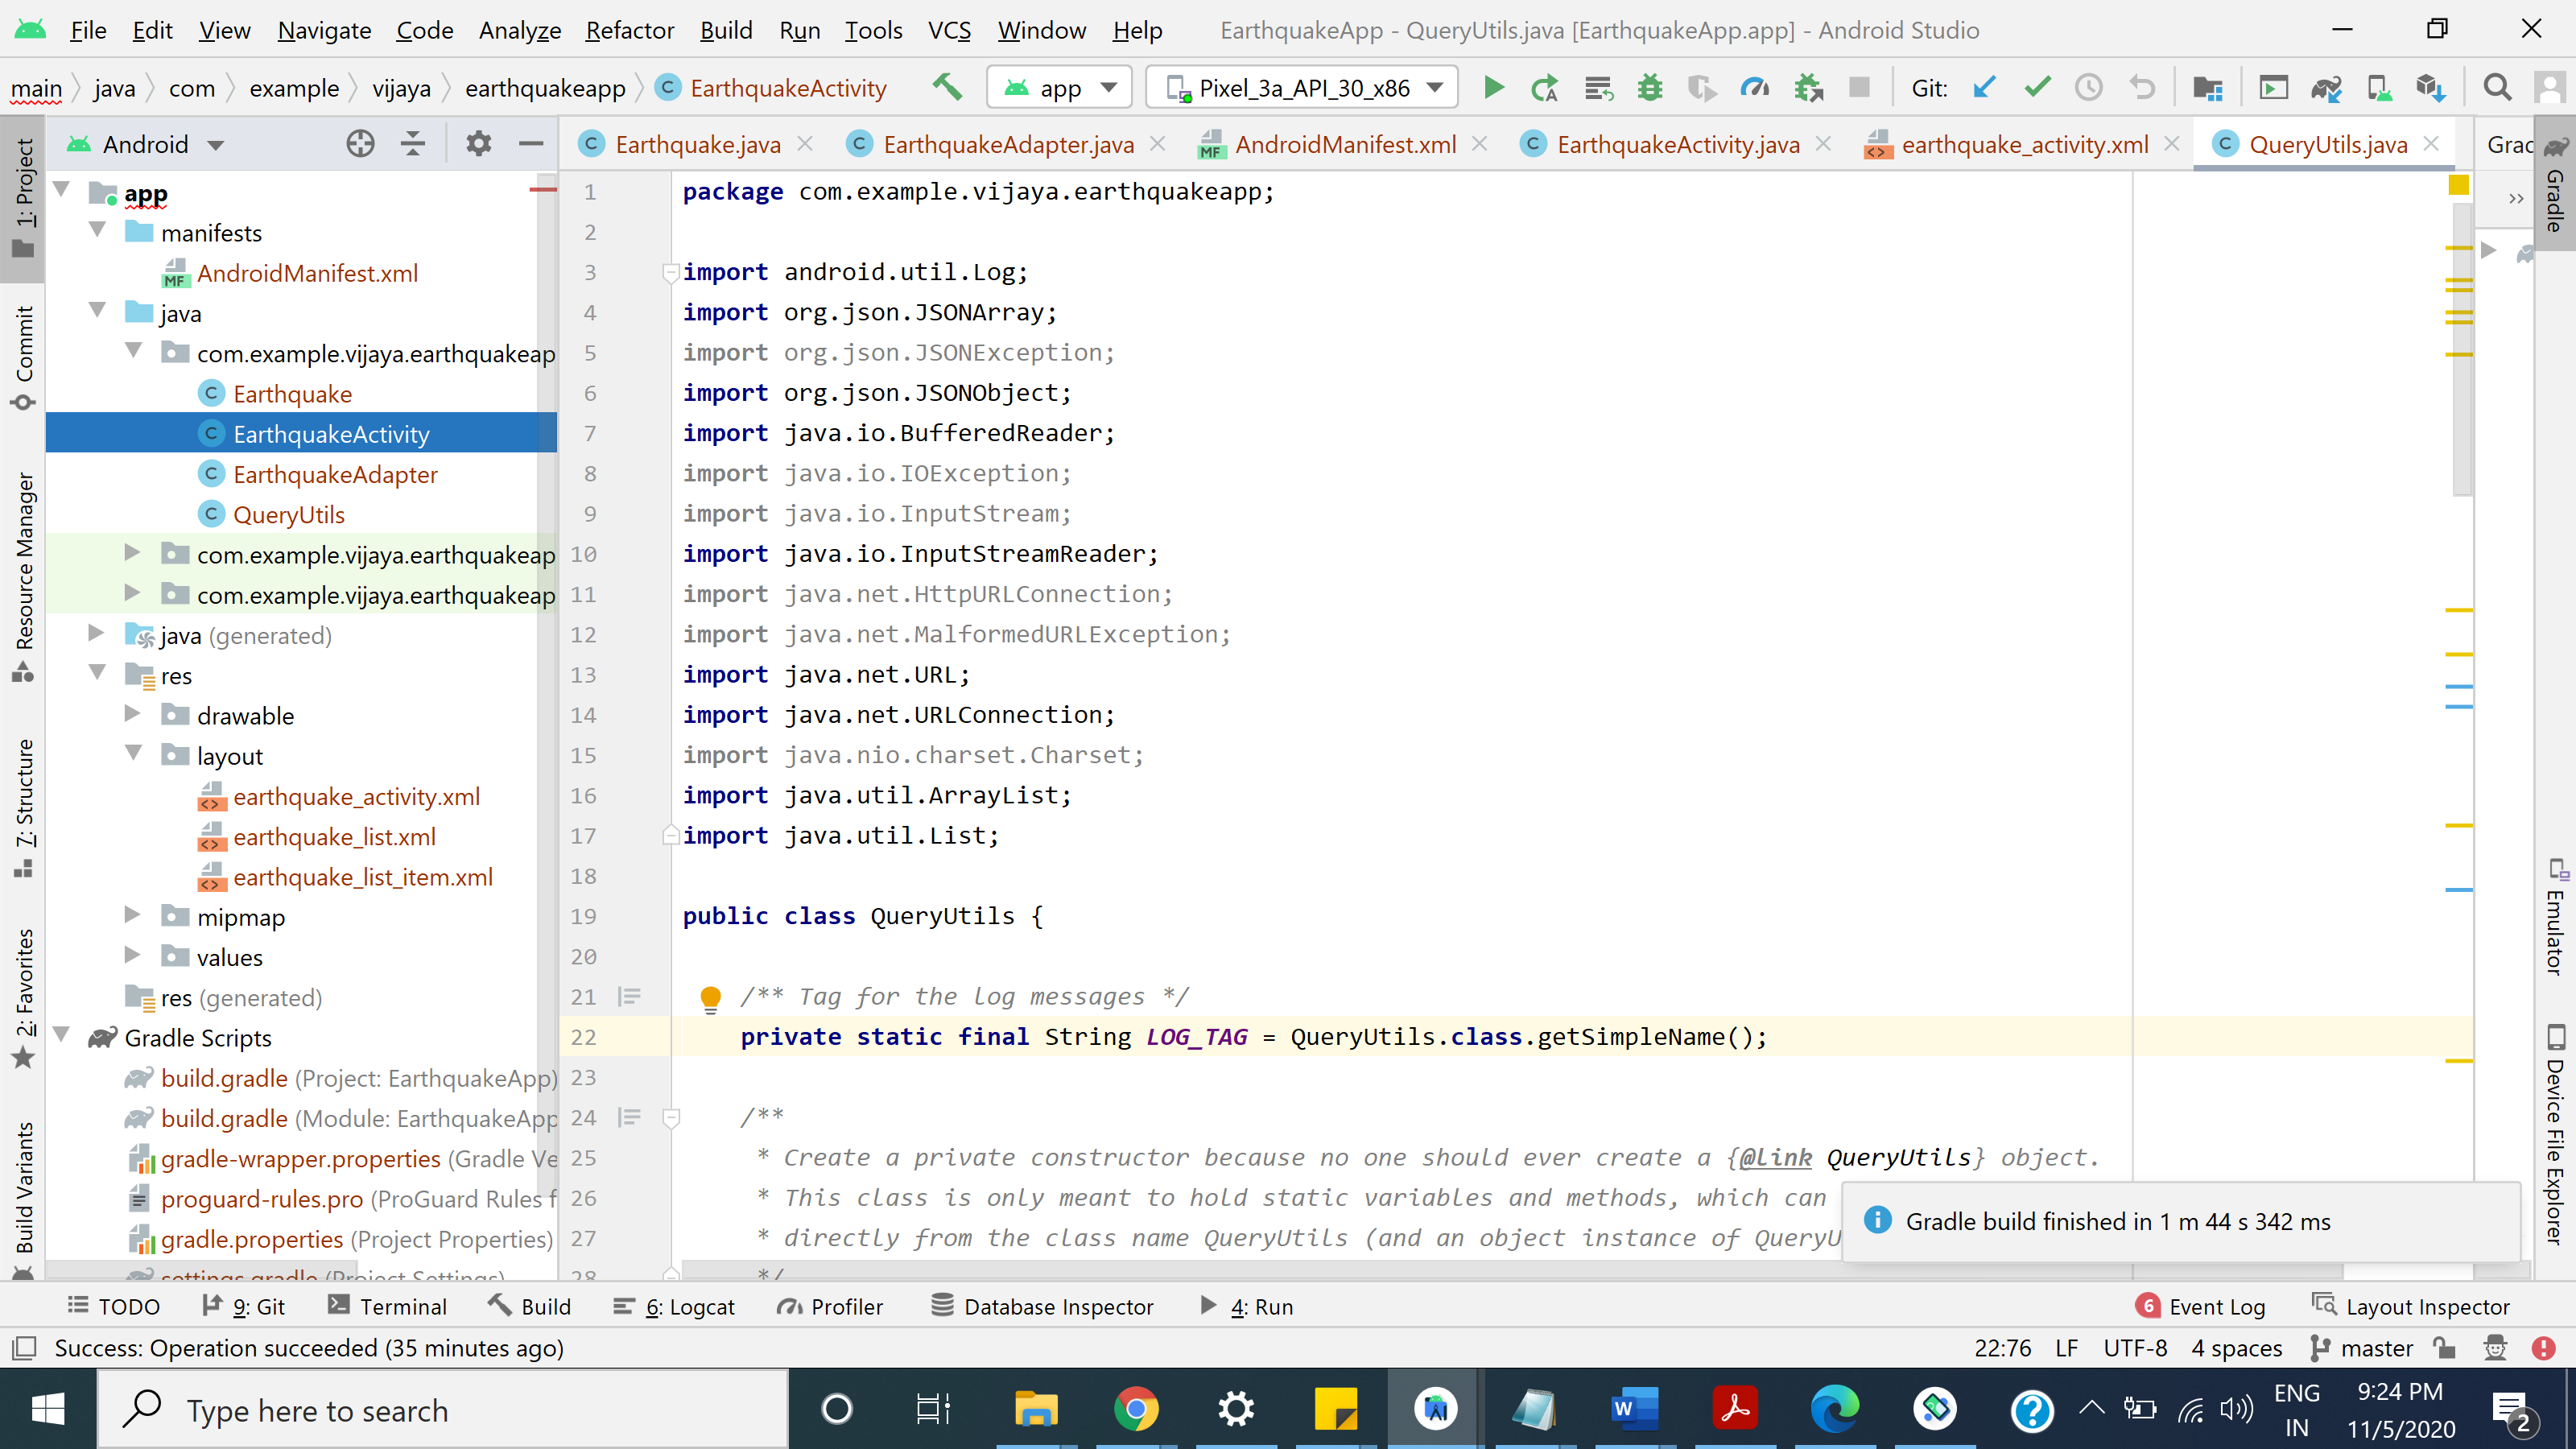 File Edit View Navigate Code Analyze Refactor Build Run Tools VCS Window Help EarthquakeApp - QueryUtils.java [EarthquakeApp.app] - Android Studio
main java com example vijaya earthquakeapp C EarthquakeActivity app Pixel_3a_API_30_x86 Git:
Android
C Earthquake.java C EarthquakeAdapter.java MF AndroidManifest.xml C EarthquakeActivity.java earthquake_activity.xml C QueryUtils.java Grad
1: Project
Commit
Resource Manager
7: Structure
2: Favorites
Build Variants
app
manifests
MF AndroidManifest.xml
java
com.example.vijaya.earthquakeap
C Earthquake
C EarthquakeActivity
C EarthquakeAdapter
C QueryUtils
com.example.vijaya.earthquakeap
com.example.vijaya.earthquakeap
java (generated)
res
drawable
layout
earthquake_activity.xml
earthquake_list.xml
earthquake_list_item.xml
mipmap
values
res (generated)
Gradle Scripts
build.gradle (Project: EarthquakeApp)
build.gradle (Module: EarthquakeApp
gradle-wrapper.properties (Gradle Ve
proguard-rules.pro (ProGuard Rules f
gradle.properties (Project Properties)
settings.gradle (Project Settings)
1 package com.example.vijaya.earthquakeapp;
2
3 import android.util.Log;
4 import org.json.JSONArray;
5 import org.json.JSONException;
6 import org.json.JSONObject;
7 import java.io.BufferedReader;
8 import java.io.IOException;
9 import java.io.InputStream;
10 import java.io.InputStreamReader;
11 import java.net.HttpURLConnection;
12 import java.net.MalformedURLException;
13 import java.net.URL;
14 import java.net.URLConnection;
15 import java.nio.charset.Charset;
16 import java.util.ArrayList;
17 import java.util.List;
18
19 public class QueryUtils {
20
21 /** Tag for the log messages */
22 private static final String LOG_TAG = QueryUtils.class.getSimpleName();
23
24 /**
25 * Create a private constructor because no one should ever create a {@link QueryUtils} object.
26 * This class is only meant to hold static variables and methods, which can
27 * directly from the class name QueryUtils (and an object instance of QueryU
28 */
Gradle build finished in 1 m 44 s 342 ms
Gradle
Emulator
Device File Explorer
TODO 9: Git Terminal Build 6: Logcat Profiler Database Inspector 4: Run 6 Event Log Layout Inspector
Success: Operation succeeded (35 minutes ago) 22:76 LF UTF-8 4 spaces master
Type here to search
ENG
IN
9:24 PM
11/5/2020
2